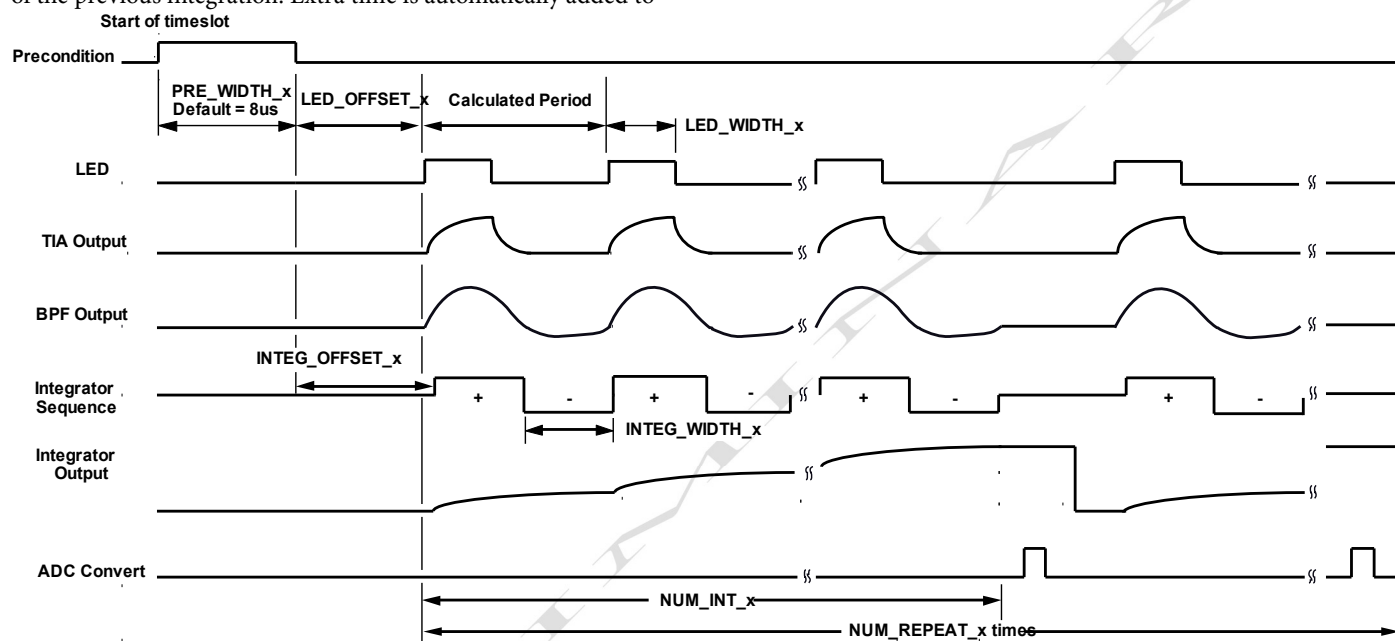 of the previous integration. Extra time is automatically added to
Start of timeslot
Precondition
PRE_WIDTH_x
Default = 8us
LED_OFFSET_x
Calculated Period
LED_WIDTH_x
LED
TIA Output
BPF Output
INTEG_OFFSET_x
Integrator
Sequence
+ - + - + - + -
INTEG_WIDTH_x
Integrator
Output
ADC Convert
NUM_INT_x
NUM_REPEAT_x times